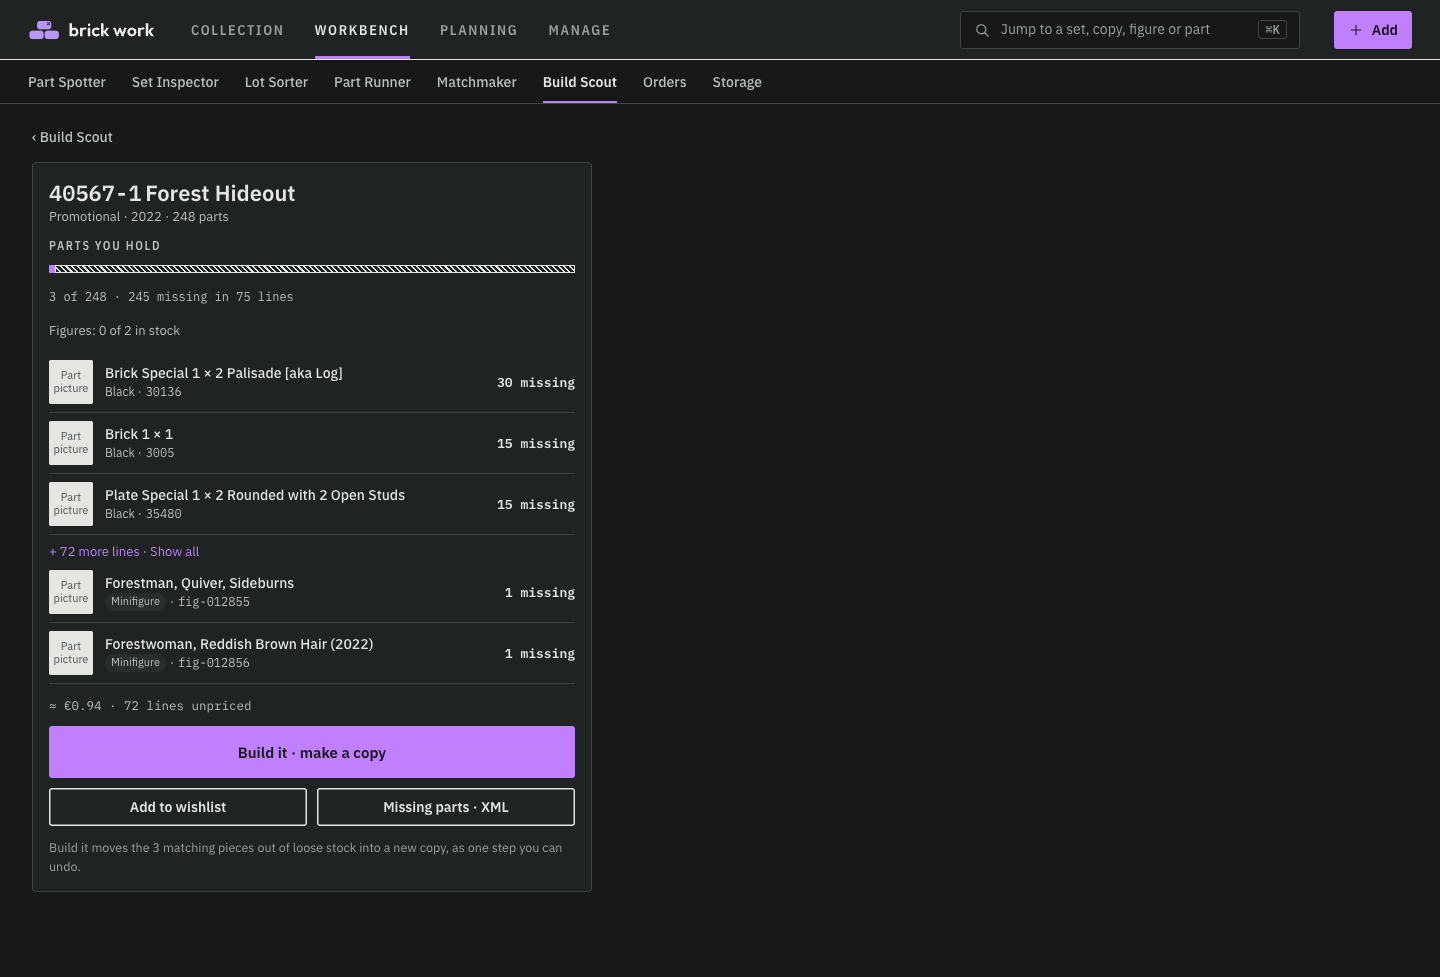 brick work
COLLECTION
WORKBENCH
PLANNING
MANAGE
Jump to a set, copy, figure or part
⌘K
+ Add
Part Spotter
Set Inspector
Lot Sorter
Part Runner
Matchmaker
Build Scout
Orders
Storage
‹ Build Scout
40567-1 Forest Hideout
Promotional · 2022 · 248 parts
PARTS YOU HOLD
3 of 248 · 245 missing in 75 lines
Figures: 0 of 2 in stock
Part picture
Brick Special 1 × 2 Palisade [aka Log]
Black · 30136
30 missing
Part picture
Brick 1 × 1
Black · 3005
15 missing
Part picture
Plate Special 1 × 2 Rounded with 2 Open Studs
Black · 35480
15 missing
+ 72 more lines · Show all
Part picture
Forestman, Quiver, Sideburns
Minifigure · fig-012855
1 missing
Part picture
Forestwoman, Reddish Brown Hair (2022)
Minifigure · fig-012856
1 missing
≈ €0.94 · 72 lines unpriced
Build it · make a copy
Add to wishlist
Missing parts · XML
Build it moves the 3 matching pieces out of loose stock into a new copy, as one step you can
undo.